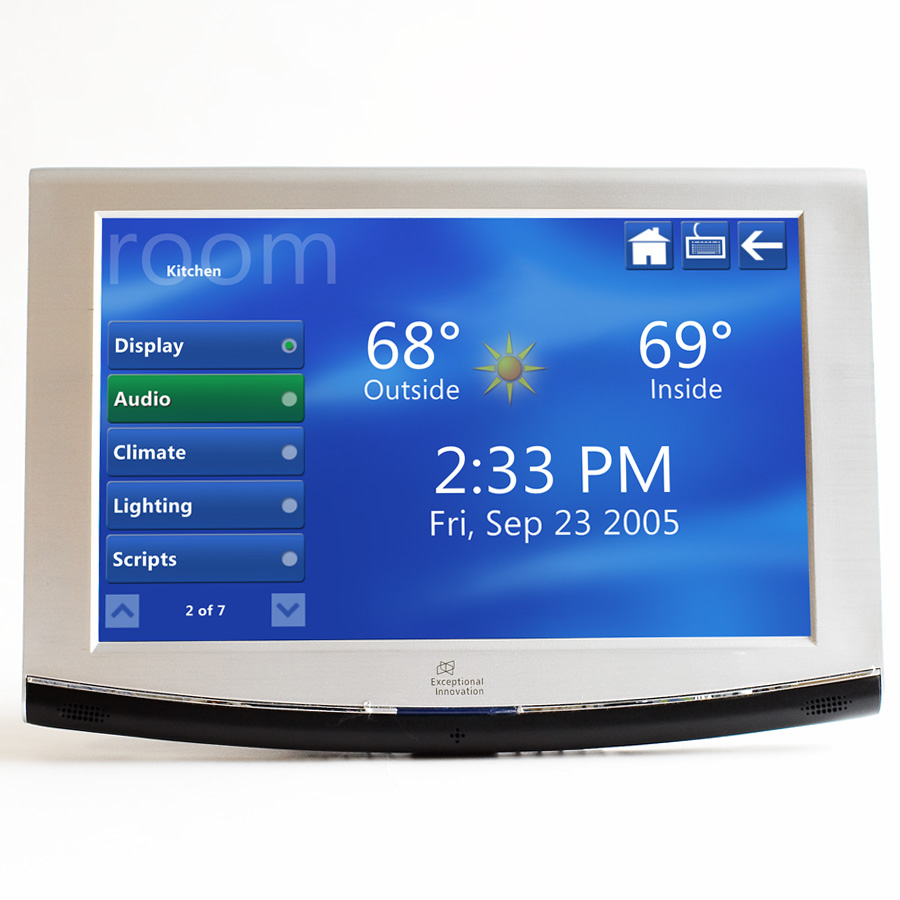 room
Kitchen
Display
Audio
Climate
Lighting
Scripts
2 of 7
68°
Outside
69°
Inside
2:33 PM
Fri, Sep 23 2005
Exceptional
Innovation